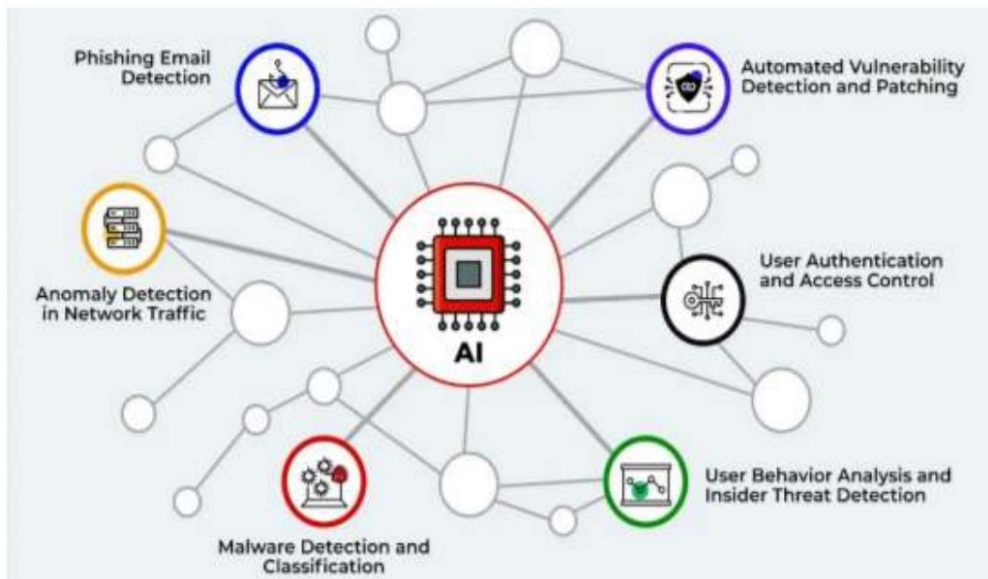 Phishing Email
Detection
Automated Vulnerability
Detection and Patching
Anomaly Detection
in Network Traffic
User Authentication
and Access Control
AI
Malware Detection and
Classification
User Behavior Analysis and
Insider Threat Detection